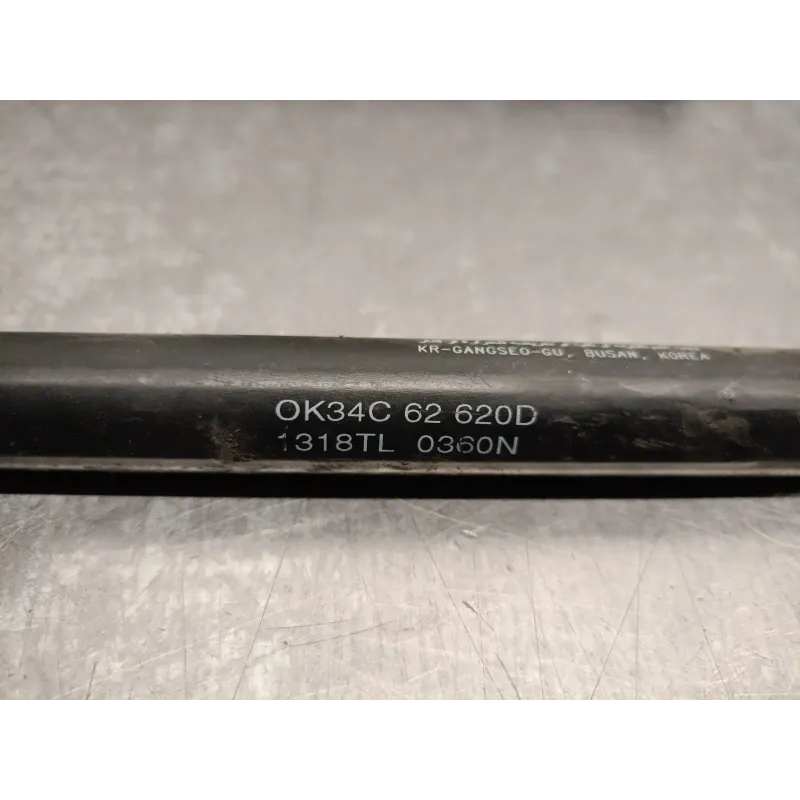 KR-GANGSEO-GU, BUSAN, KOREA
OK34C 62 620D
1318TL 0360N